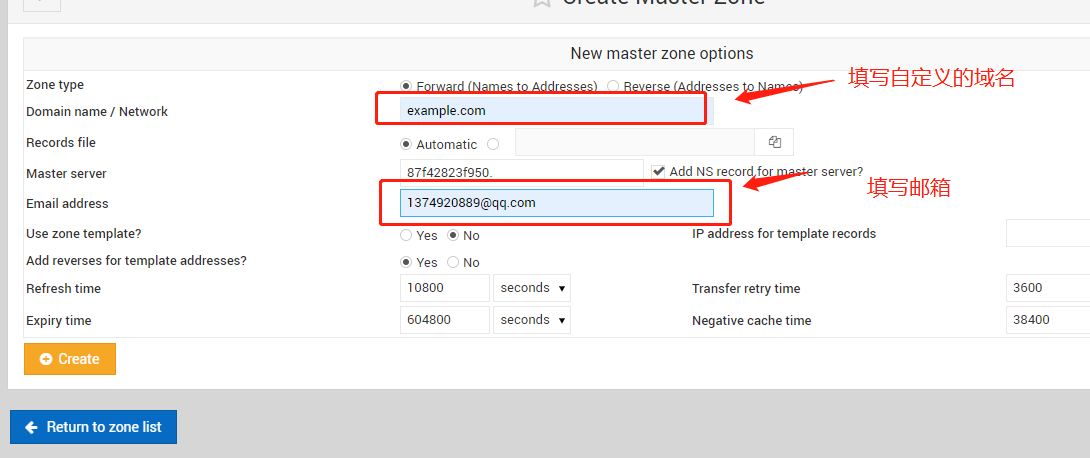 Create Master Zone
New master zone options
Zone type
Forward (Names to Addresses) Reverse (Addresses to Names)
填写自定义的域名
Domain name / Network
example.com
Records file
Automatic
Master server
87f42823f950.
Add NS record for master server?
填写邮箱
Email address
1374920889@qq.com
Use zone template?
Yes No
IP address for template records
Add reverses for template addresses?
Yes No
Refresh time
10800 seconds
Transfer retry time
3600
Expiry time
604800 seconds
Negative cache time
38400
Create
Return to zone list